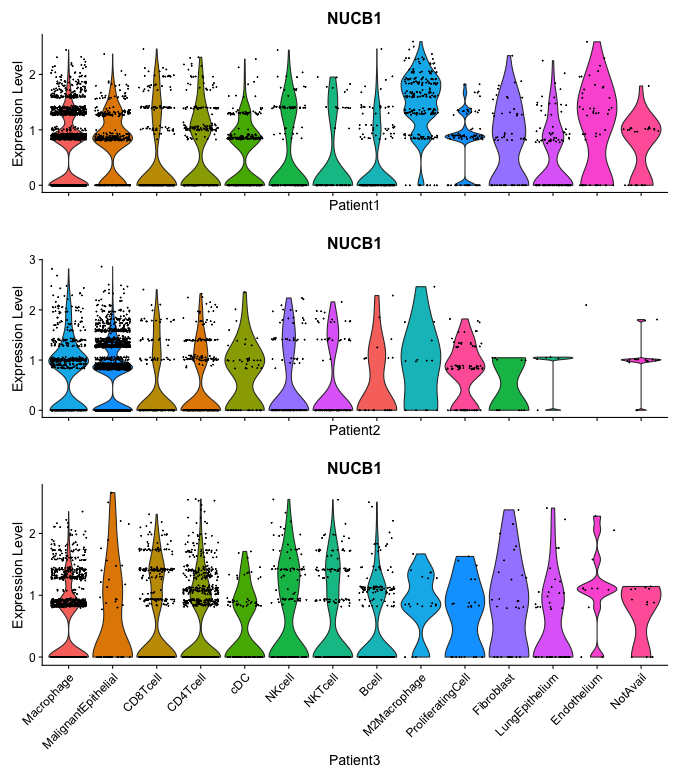 NUCB1
Expression Level
2
1
0
Patient1
NUCB1
Expression Level
3
2
1
0
Patient2
NUCB1
Expression Level
2
1
0
Macrophage
MalignantEpithelial
CD8Tcell
CD4Tcell
cDC
NKcell
NKTcell
Bcell
M2Macrophage
ProliferatingCell
Fibroblast
LungEpithelium
Endothelium
NotAvail
Patient3